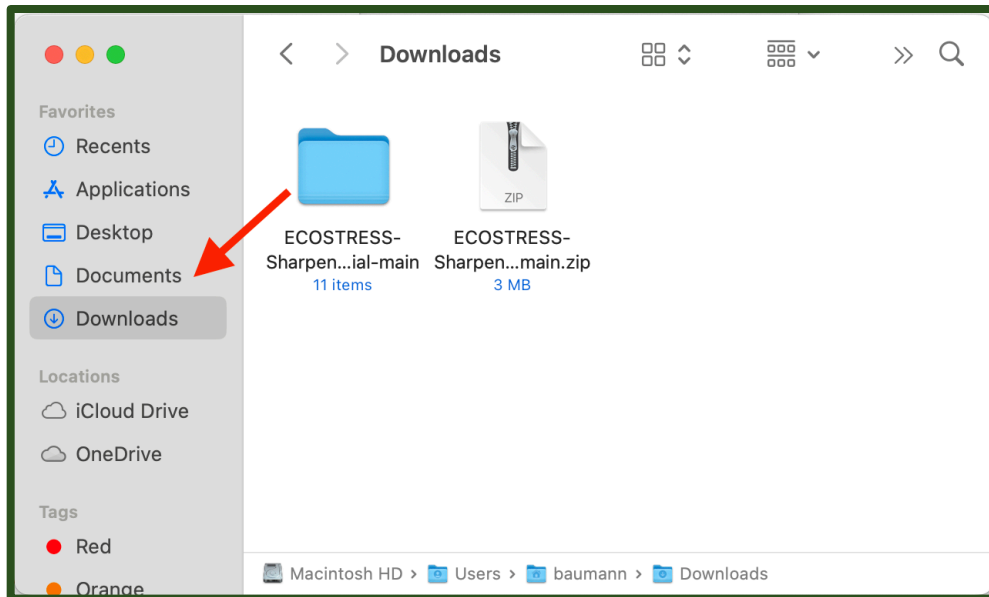 Downloads
Favorites
Recents
Applications
Desktop
Documents
Downloads
Locations
iCloud Drive
OneDrive
Tags
Red
Orange
ECOSTRESS-
Sharpen...ial-main
11 items
ZIP
ECOSTRESS-
Sharpen...main.zip
3 MB
Macintosh HD › Users › baumann › Downloads